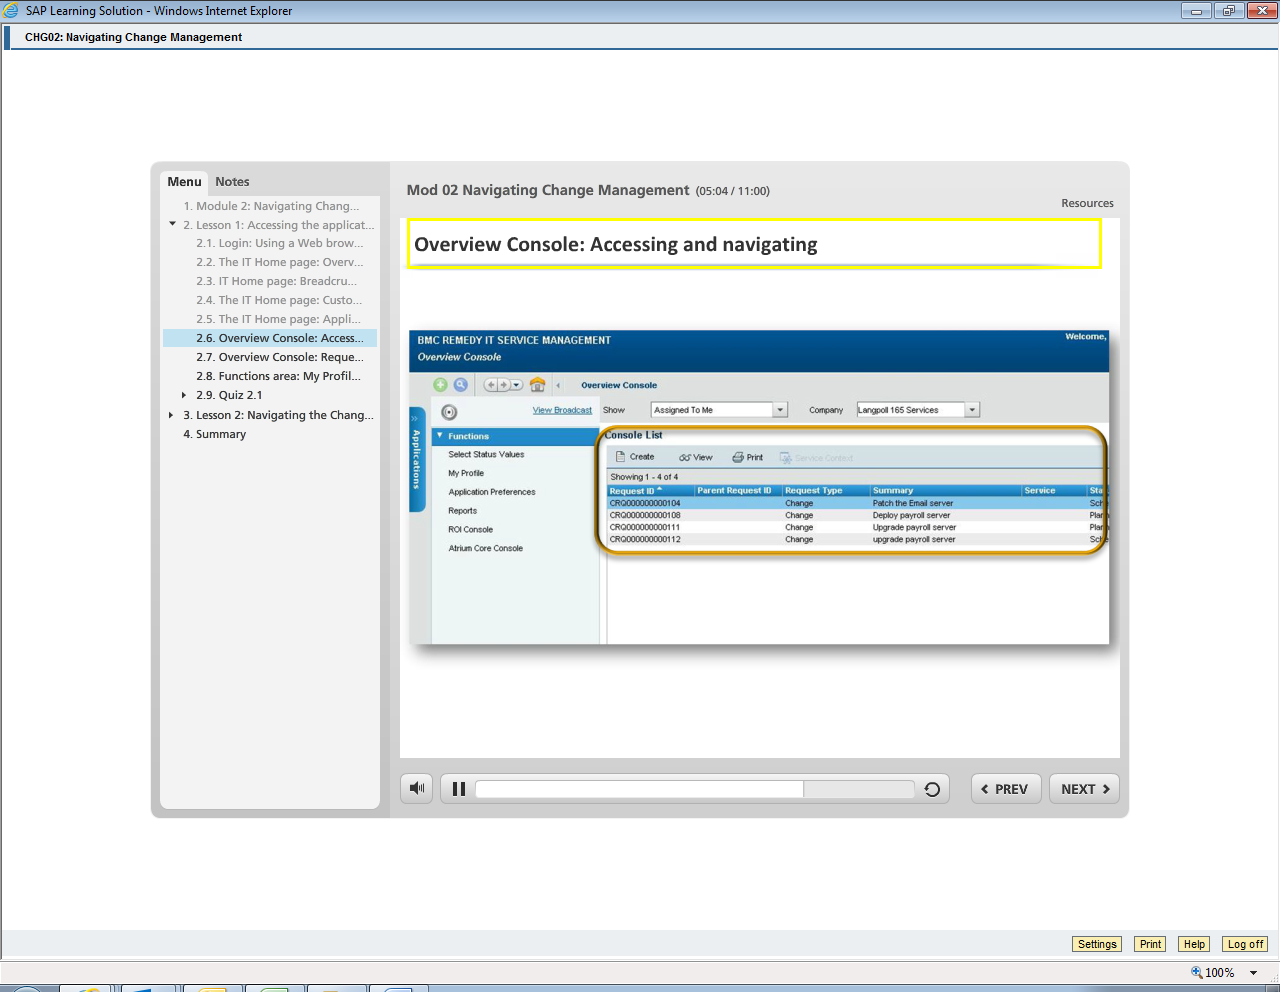 SAP Learning Solution - Windows Internet Explorer
CHG02: Navigating Change Management
Menu
Notes
1. Module 2: Navigating Chang...
2. Lesson 1: Accessing the applicat...
2.1. Login: Using a Web brow...
2.2. The IT Home page: Overv...
2.3. IT Home page: Breadcru...
2.4. The IT Home page: Custo...
2.5. The IT Home page: Appli...
2.6. Overview Console: Access...
2.7. Overview Console: Reque...
2.8. Functions area: My Profil...
2.9. Quiz 2.1
3. Lesson 2: Navigating the Chang...
4. Summary
Mod 02 Navigating Change Management (05:04 / 11:00)
Resources
Overview Console: Accessing and navigating
BMC REMEDY IT SERVICE MANAGEMENT
Welcome,
Overview Console
Overview Console
View Broadcast
Show
Assigned To Me
Company
Langpoll 165 Services
Applications
Functions
Select Status Values
My Profile
Application Preferences
Reports
ROI Console
Atrium Core Console
Console List
Create
View
Print
Service Context
Showing 1 - 4 of 4
Request ID Parent Request ID Request Type Summary Service Sta
CRQ000000000104 Change Patch the Email server Sche
CRQ000000000108 Change Deploy payroll server Plan
CRQ000000000111 Change Upgrade payroll server Plan
CRQ000000000112 Change upgrade payroll server Sche
PREV
NEXT
Settings
Print
Help
Log off
100%